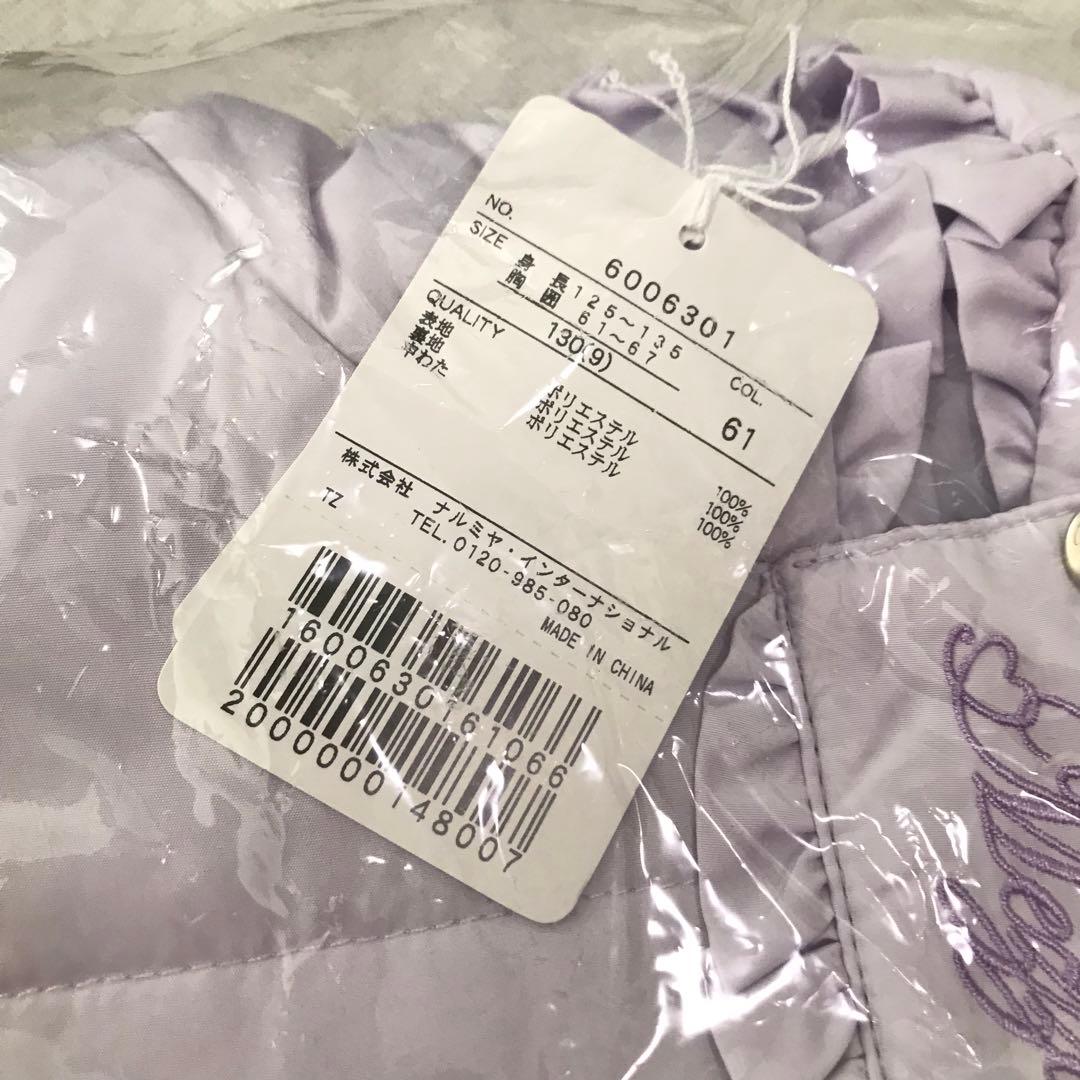 NO. 6006301 COL. 61
SIZE
身長 125～135
胸囲 61～67
130(9)
QUALITY
表地 ポリエステル 100%
裏地 ポリエステル 100%
中わた ポリエステル 100%
株式会社 ナルミヤ・インターナショナル
TEL. 0120-985-080
TZ MADE IN CHINA
1600630161066
2000000148007